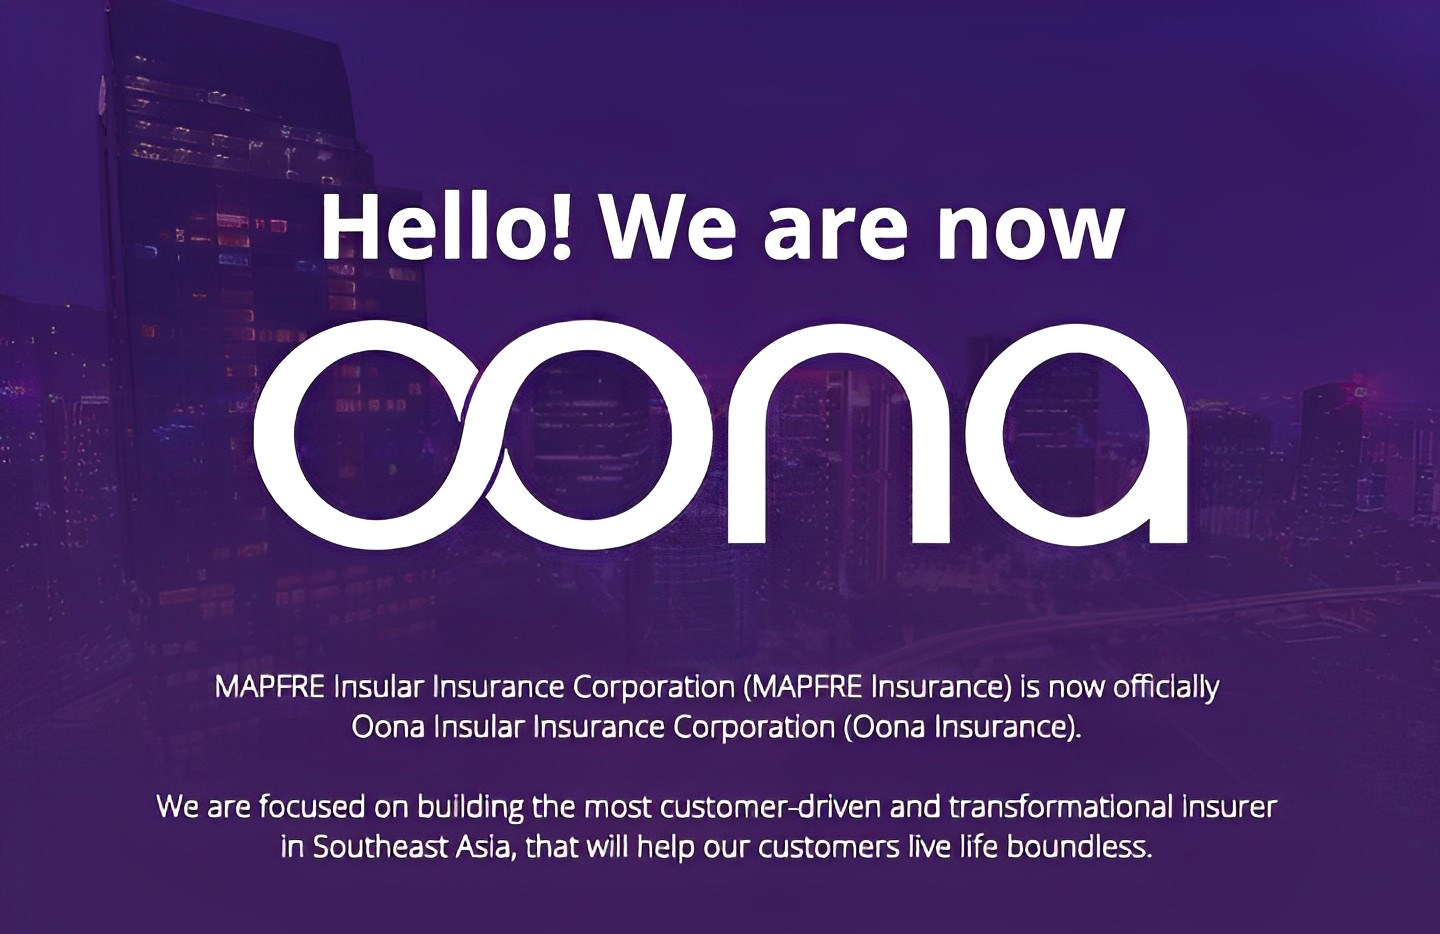 Hello! We are now
oona
MAPFRE Insular Insurance Corporation (MAPFRE Insurance) is now officially
Oona Insular Insurance Corporation (Oona Insurance).
We are focused on building the most customer-driven and transformational insurer
in Southeast Asia, that will help our customers live life boundless.